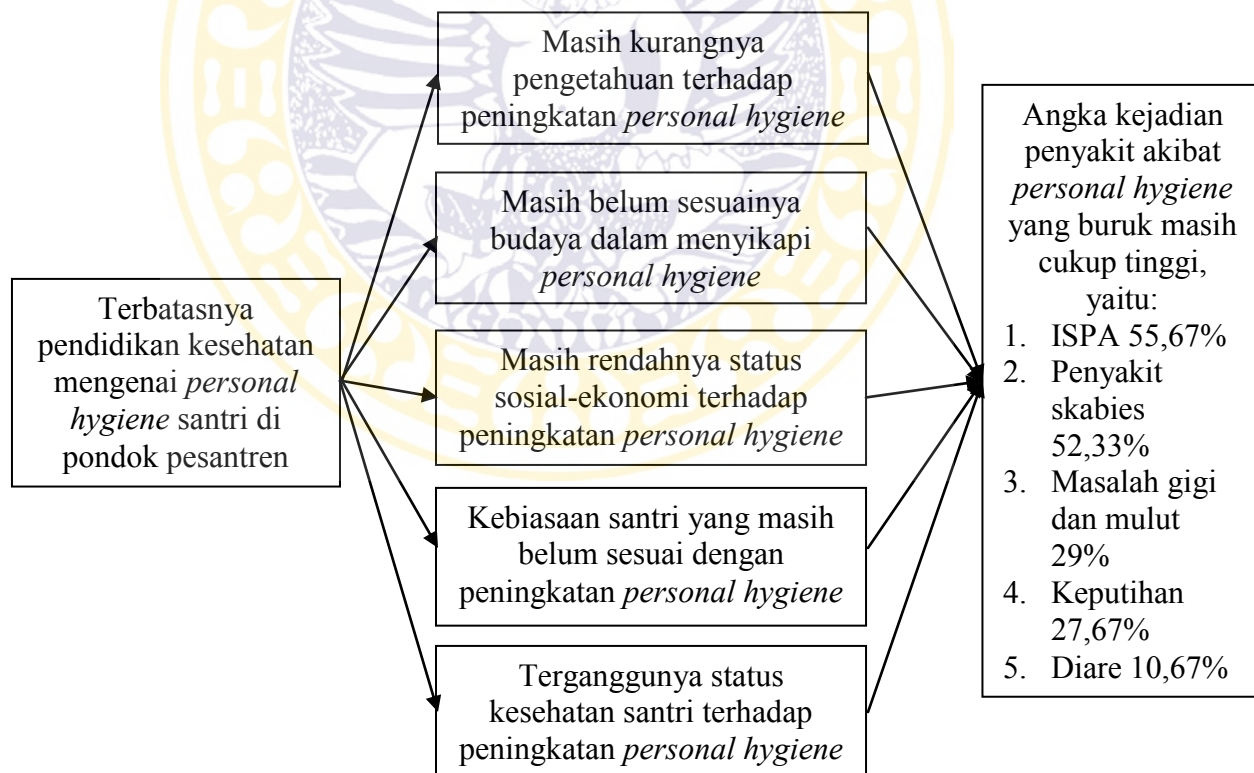 Terbatasnya
pendidikan kesehatan
mengenai personal
hygiene santri di
pondok pesantren
Masih kurangnya
pengetahuan terhadap
peningkatan personal hygiene
Masih belum sesuainya
budaya dalam menyikapi
personal hygiene
Masih rendahnya status
sosial-ekonomi terhadap
peningkatan personal hygiene
Kebiasaan santri yang masih
belum sesuai dengan
peningkatan personal hygiene
Terganggunya status
kesehatan santri terhadap
peningkatan personal hygiene
Angka kejadian
penyakit akibat
personal hygiene
yang buruk masih
cukup tinggi,
yaitu:
1. ISPA 55,67%
2. Penyakit
skabies
52,33%
3. Masalah gigi
dan mulut
29%
4. Keputihan
27,67%
5. Diare 10,67%